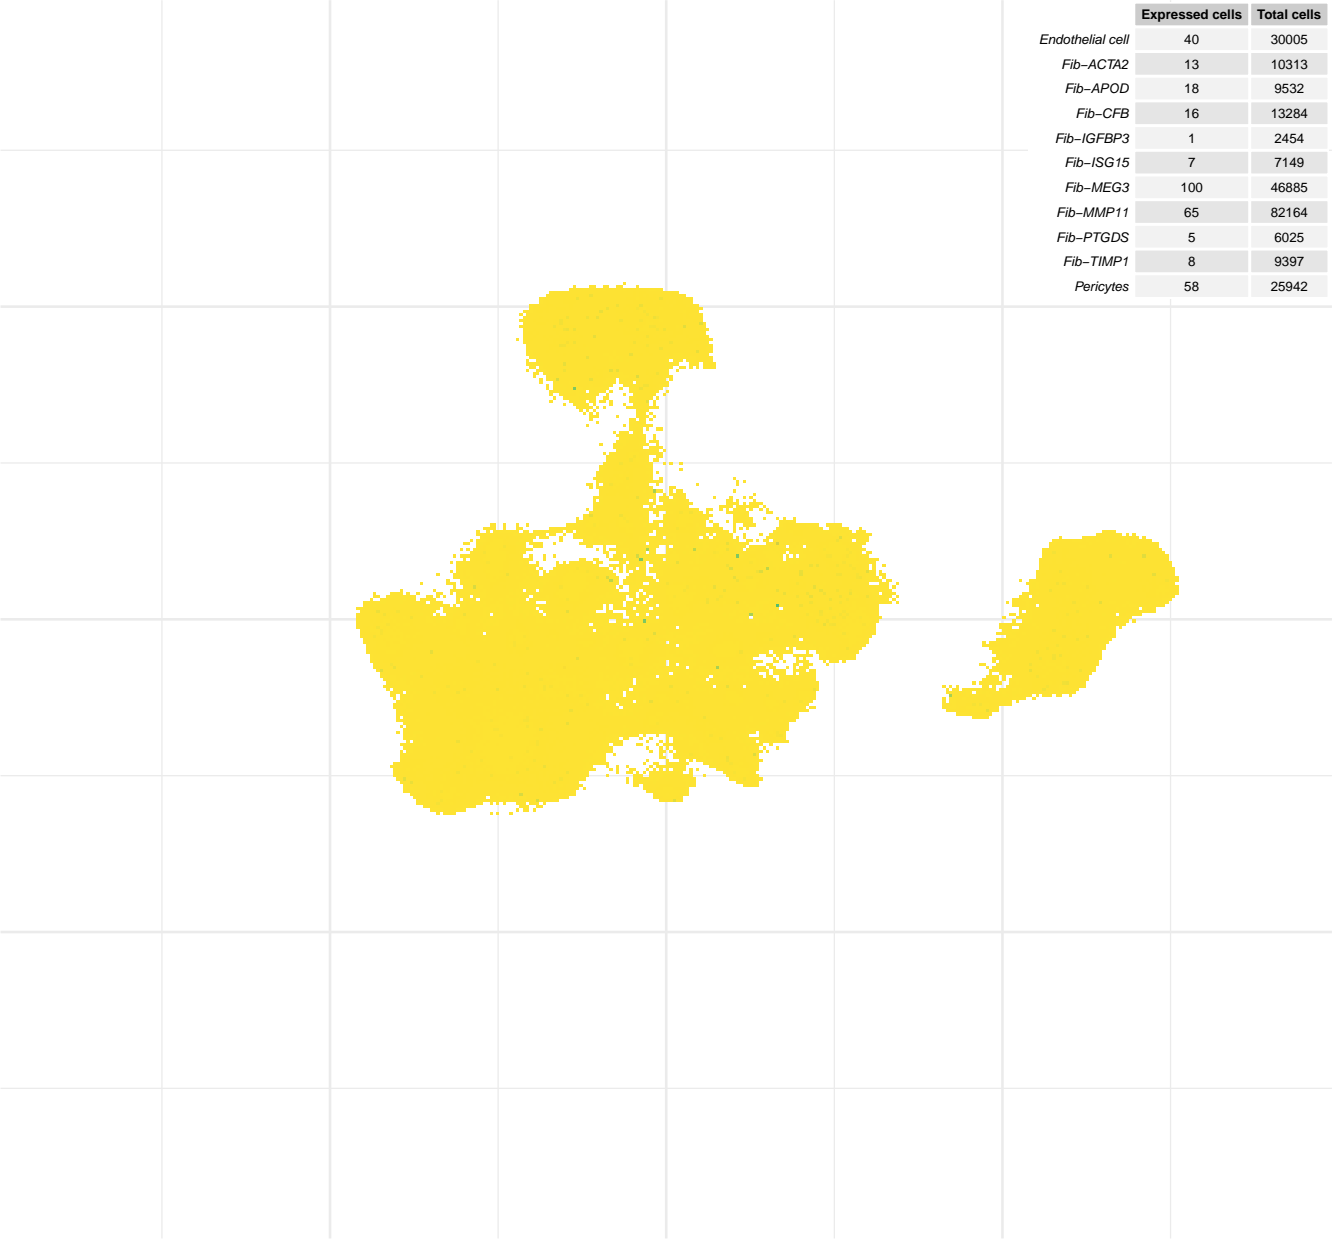 Expressed cells Total cells
Endothelial cell 40 30005
Fib−ACTA2 13 10313
Fib−APOD 18 9532
Fib−CFB 16 13284
Fib−IGFBP3 1 2454
Fib−ISG15 7 7149
Fib−MEG3 100 46885
Fib−MMP11 65 82164
Fib−PTGDS 5 6025
Fib−TIMP1 8 9397
Pericytes 58 25942